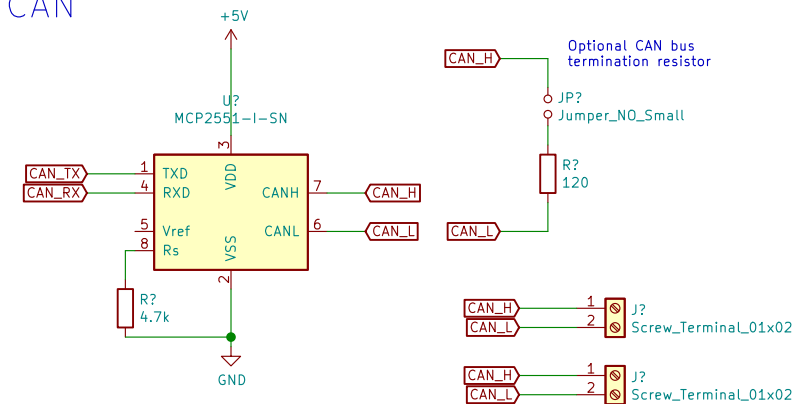 CAN
+5V
U?
MCP2551-I-SN
CAN_TX
CAN_RX
1
4
5
8
3
2
7
6
TXD
RXD
Vref
Rs
VDD
VSS
CANH
CANL
CAN_H
CAN_L
R?
4.7k
GND
Optional CAN bus
termination resistor
CAN_H
JP?
Jumper_NO_Small
R?
120
CAN_L
CAN_H
CAN_L
1
2
J?
Screw_Terminal_01x02
CAN_H
CAN_L
1
2
J?
Screw_Terminal_01x02